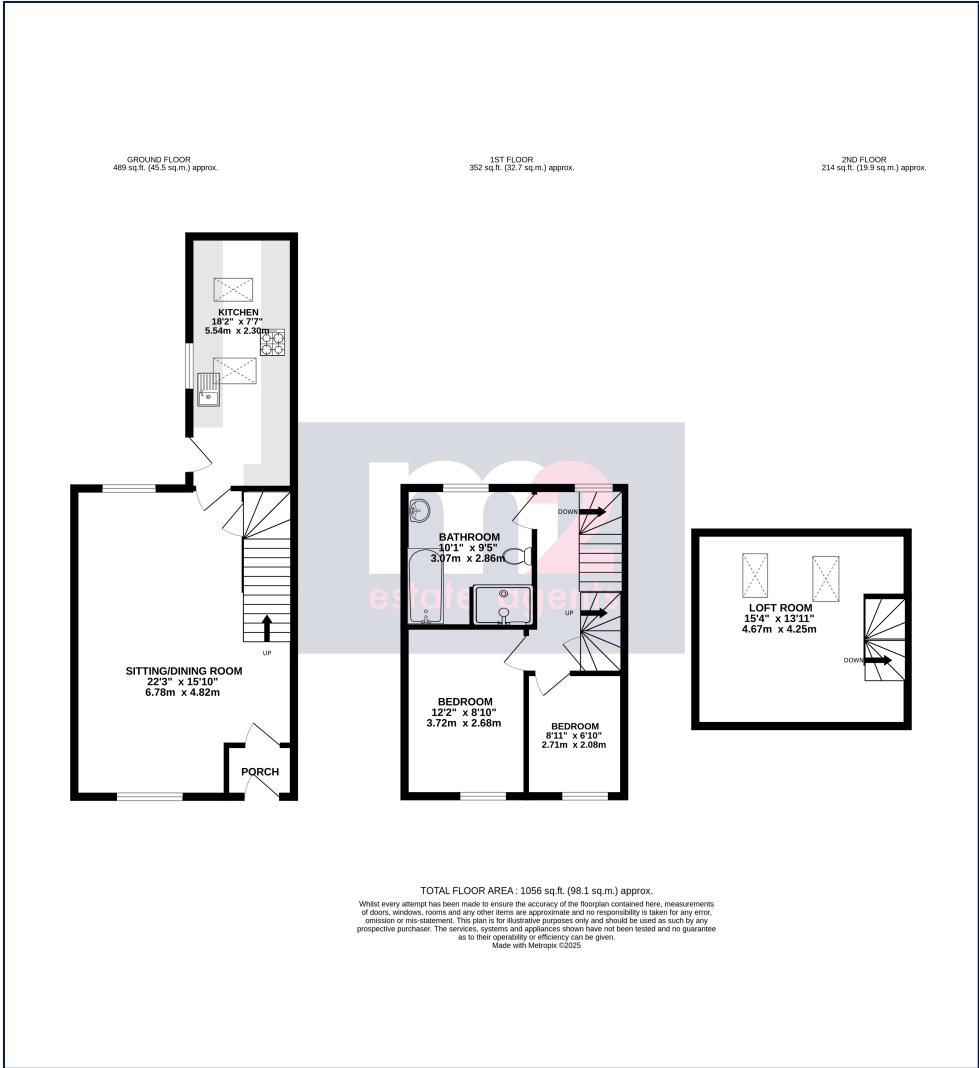 GROUND FLOOR
489 sq.ft. (45.5 sq.m.) approx.
1ST FLOOR
352 sq.ft. (32.7 sq.m.) approx.
2ND FLOOR
214 sq.ft. (19.9 sq.m.) approx.
KITCHEN
18'2" x 7'7"
5.54m x 2.30m
SITTING/DINING ROOM
22'3" x 15'10"
6.78m x 4.82m
UP
PORCH
m2
estate agents
BATHROOM
10'1" x 9'5"
3.07m x 2.86m
DOWN
UP
BEDROOM
12'2" x 8'10"
3.72m x 2.68m
BEDROOM
8'11" x 6'10"
2.71m x 2.08m
LOFT ROOM
15'4" x 13'11"
4.67m x 4.25m
DOWN
TOTAL FLOOR AREA : 1056 sq.ft. (98.1 sq.m.) approx.
Whilst every attempt has been made to ensure the accuracy of the floorplan contained here, measurements
of doors, windows, rooms and any other items are approximate and no responsibility is taken for any error,
omission or mis-statement. This plan is for illustrative purposes only and should be used as such by any
prospective purchaser. The services, systems and appliances shown have not been tested and no guarantee
as to their operability or efficiency can be given.
Made with Metropix ©2025